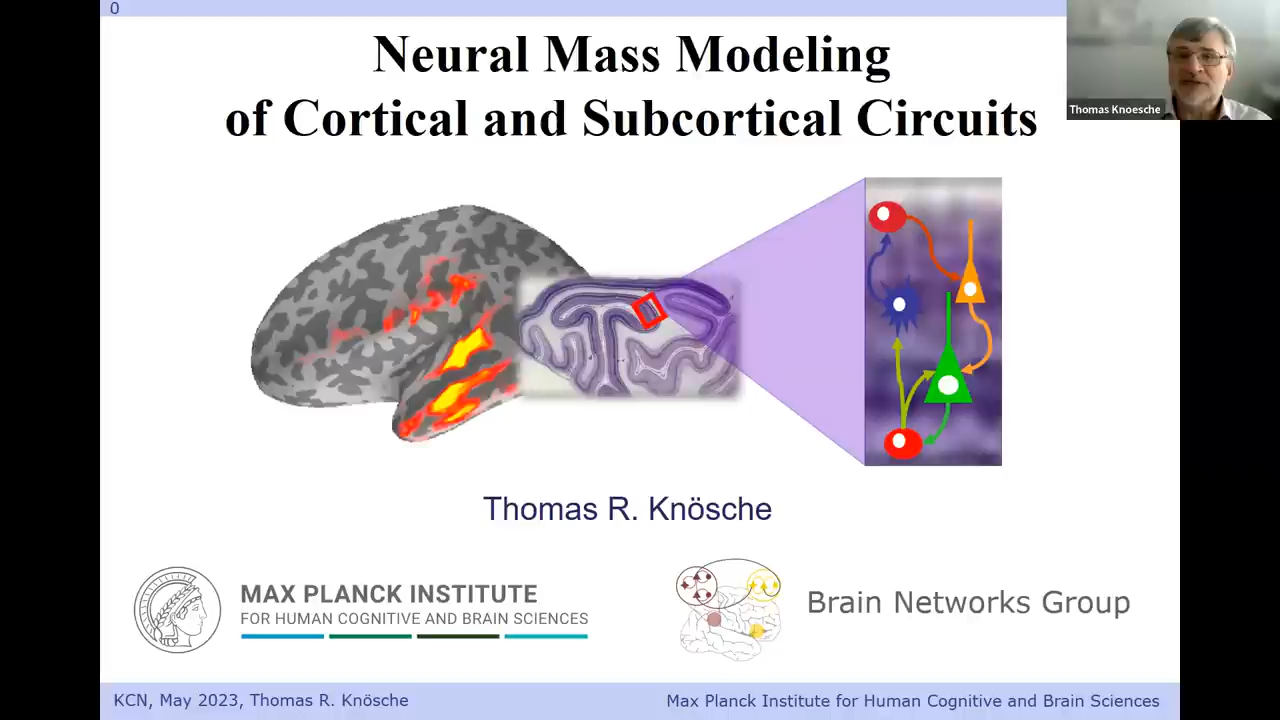 0
Neural Mass Modeling
of Cortical and Subcortical Circuits
Thomas Knoesche
Thomas R. Knösche
MAX PLANCK INSTITUTE
FOR HUMAN COGNITIVE AND BRAIN SCIENCES
Brain Networks Group
KCN, May 2023, Thomas R. Knösche
Max Planck Institute for Human Cognitive and Brain Sciences